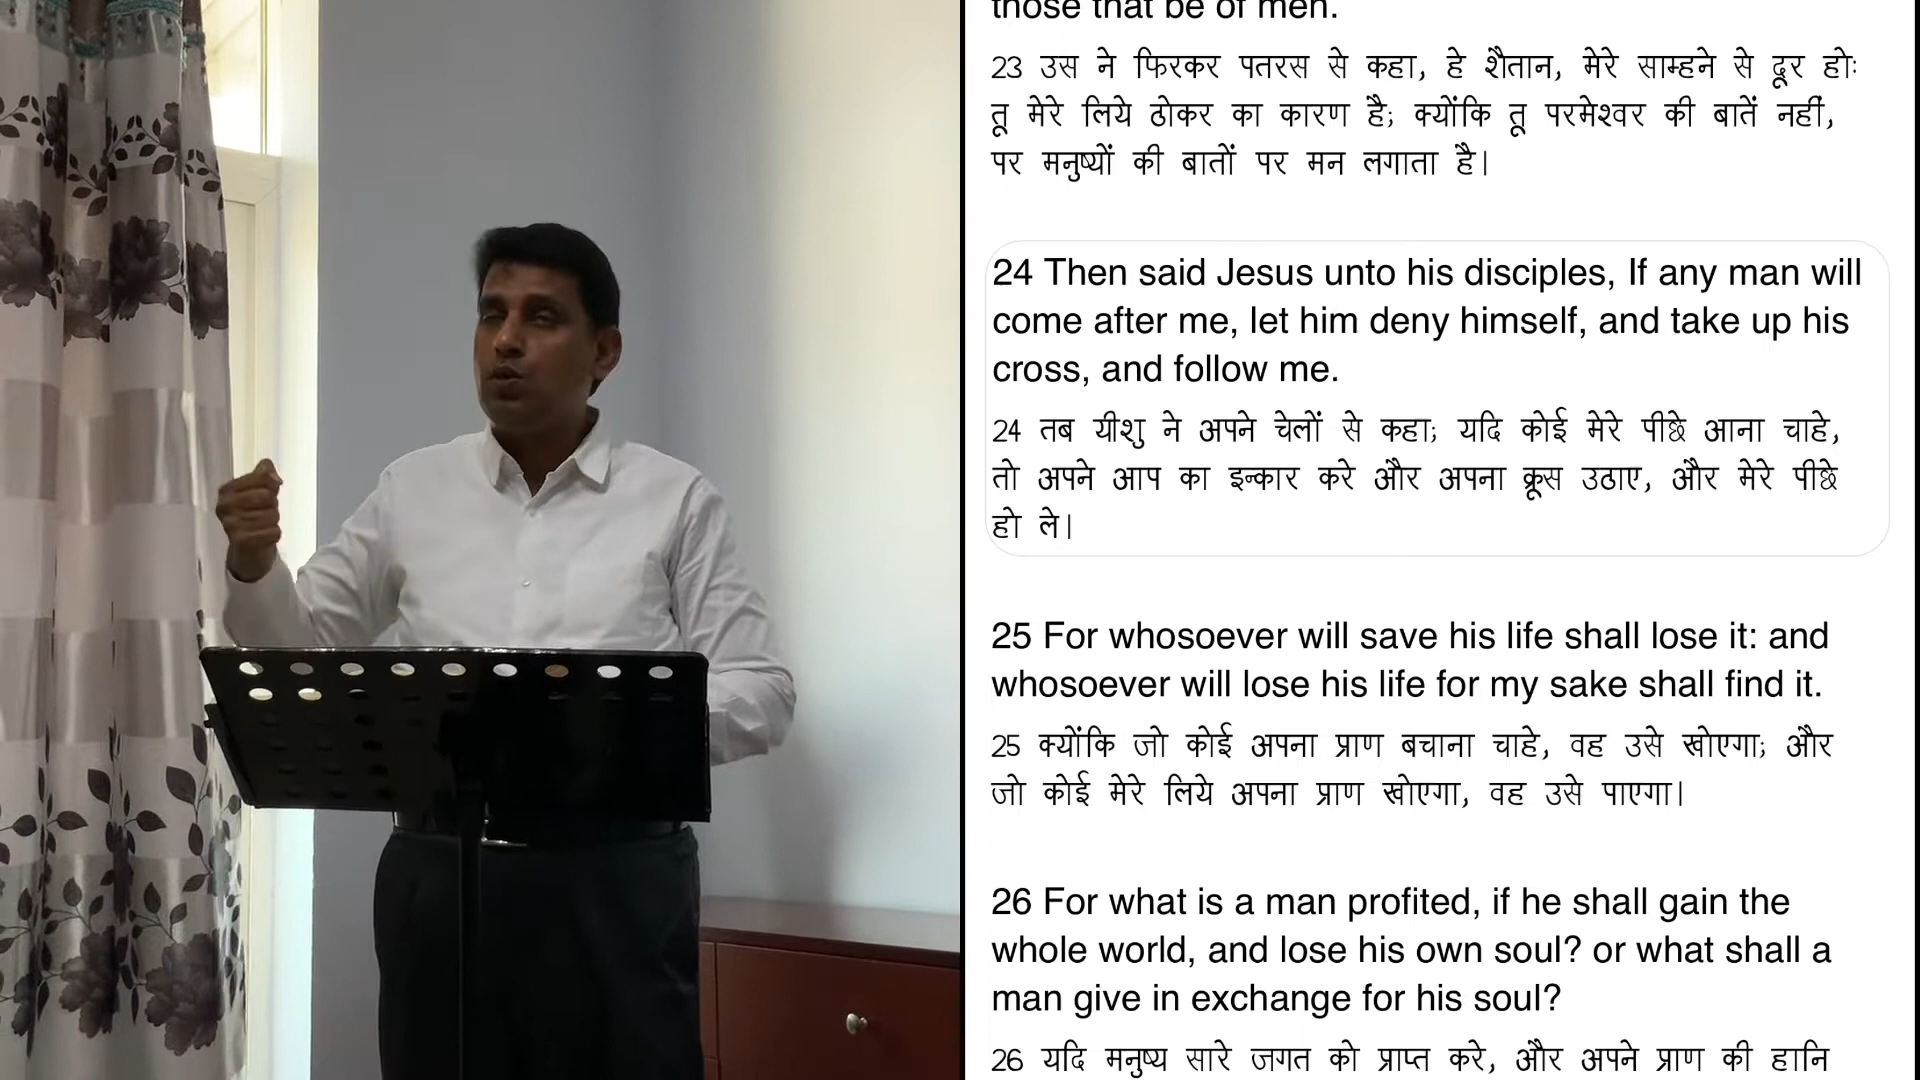 those that be of men.
23 उस ने फिरकर पतरस से कहा, हे शैतान, मेरे साम्हने से दूर होः
तू मेरे लिये ठोकर का कारण है; क्योंकि तू परमेश्वर की बातें नहीं,
पर मनुष्यों की बातों पर मन लगाता है।
24 Then said Jesus unto his disciples, If any man will
come after me, let him deny himself, and take up his
cross, and follow me.
24 तब यीशु ने अपने चेलों से कहा; यदि कोई मेरे पीछे आना चाहे,
तो अपने आप का इन्कार करे और अपना क्रूस उठाए, और मेरे पीछे
हो ले।
25 For whosoever will save his life shall lose it: and
whosoever will lose his life for my sake shall find it.
25 क्योंकि जो कोई अपना प्राण बचाना चाहे, वह उसे खोएगा; और
जो कोई मेरे लिये अपना प्राण खोएगा, वह उसे पाएगा।
26 For what is a man profited, if he shall gain the
whole world, and lose his own soul? or what shall a
man give in exchange for his soul?
26 यदि मनुष्य सारे जगत को प्राप्त करे, और अपने प्राण की हानि